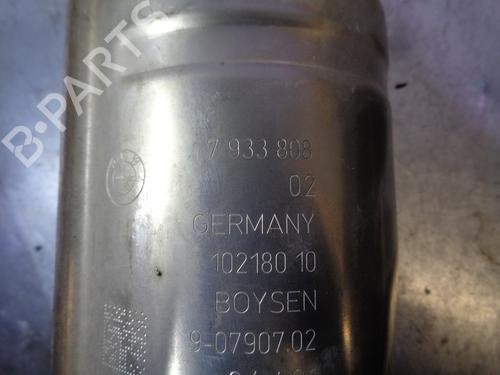 B-PARTS
7 933 808
02
GERMANY
102180 10
BOYSEN
9-07907.02